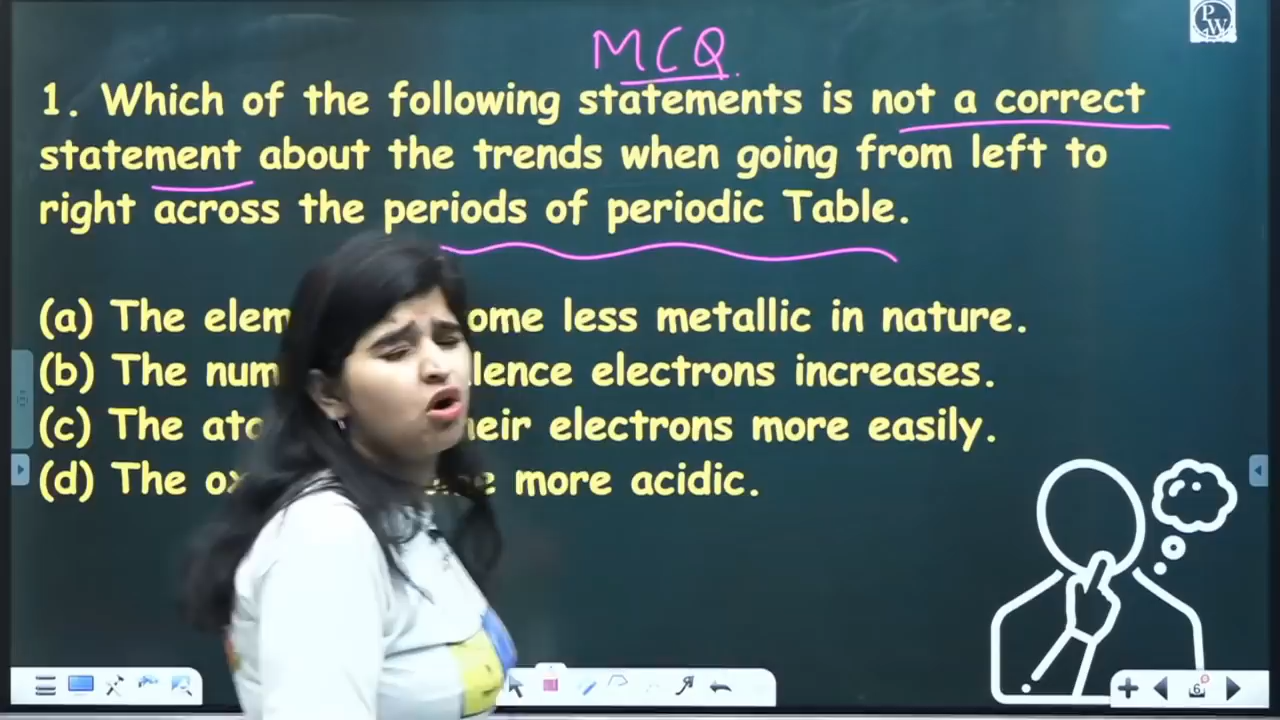 MCQ
PW
1. Which of the following statements is not a correct
statement about the trends when going from left to
right across the periods of periodic Table.
(a) The elem ome less metallic in nature.
(b) The num lence electrons increases.
(c) The ato heir electrons more easily.
(d) The ox e more acidic.
6